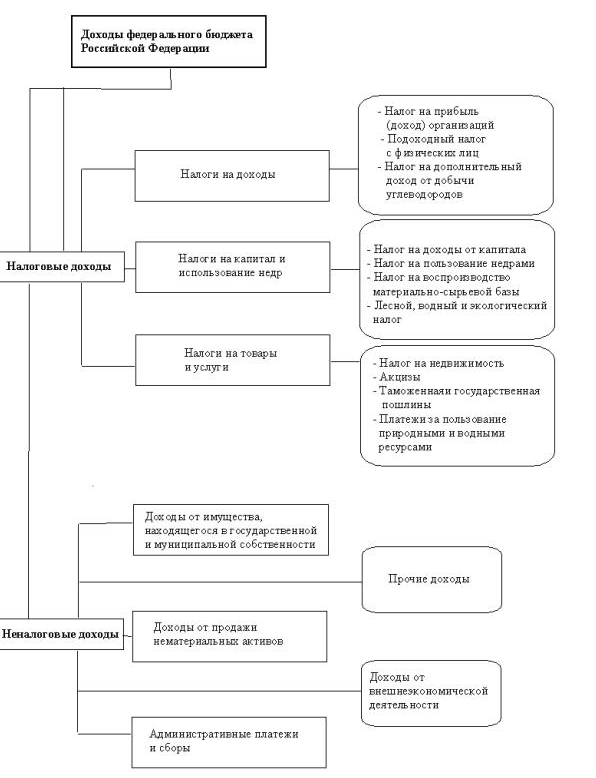 Доходы федерального бюджета
Российской Федерации
Налоговые доходы
Налоги на доходы
- Налог на прибыль
(доход) организаций
- Подоходный налог
с физических лиц
- Налог на дополнительный
доход от добычи
углеводородов
Налоги на капитал и
использование недр
- Налог на доходы от капитала
- Налог на пользование недрами
- Налог на воспроизводство
материально-сырьевой базы
- Лесной, водный и экологический
налог
Налоги на товары
и услуги
- Налог на недвижимость
- Акцизы
- Таможеннаяи государственная
пошлины
- Платежи за пользование
природными и водными
ресурсами
Неналоговые доходы
Доходы от имущества,
находящегося в государственной
и муниципальной собственности
Прочие доходы
Доходы от продажи
нематериальных активов
Доходы от
внешнеэкономической
деятельности
Административные платежи
и сборы